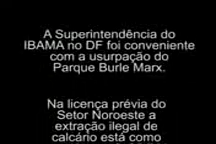 A Superintendência do
IBAMA no DF foi conveniente
com a usurpação do
Parque Burle Marx.
Na licença prévia do
Setor Noroeste a
extração ilegal de
calcário está como